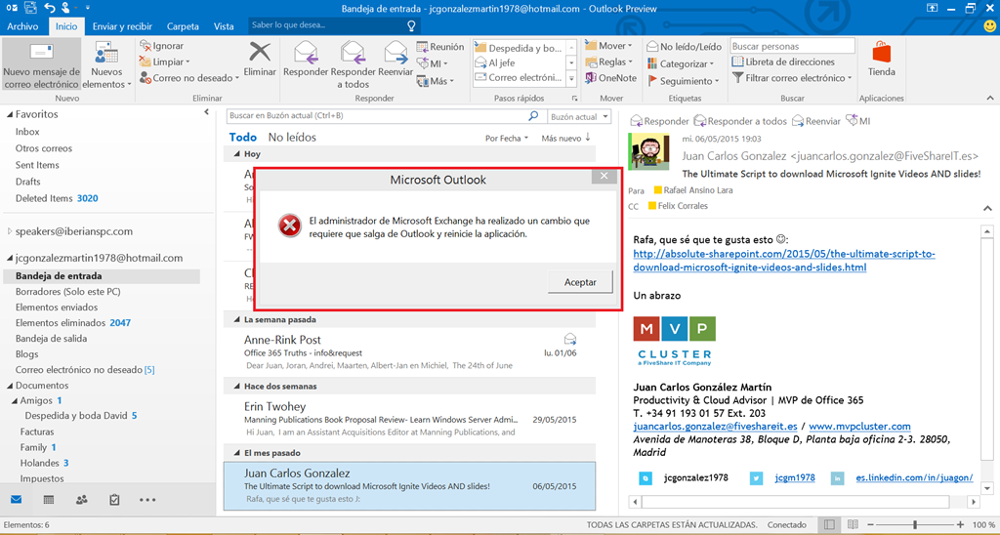 Bandeja de entrada - jcgonzalezmartin1978@hotmail.com - Outlook Preview
Archivo Inicio Enviar y recibir Carpeta Vista Saber lo que desea...
Nuevo mensaje de correo electrónico
Nuevos elementos
Nuevo
Ignorar
Limpiar
Correo no deseado
Eliminar
Eliminar
Responder
Responder a todos
Reenviar
Reunión
MI
Más
Responder
Despedida y bo...
Al jefe
Correo electróni...
Pasos rápidos
Mover
Reglas
OneNote
Mover
No leído/Leído
Categorizar
Seguimiento
Etiquetas
Buscar personas
Libreta de direcciones
Filtrar correo electrónico
Buscar
Tienda
Aplicaciones
Favoritos
Inbox
Otros correos
Sent Items
Drafts
Deleted Items 3020
speakers@iberianspc.com
jcgonzalezmartin1978@hotmail.com
Bandeja de entrada
Borradores (Solo este PC)
Elementos enviados
Elementos eliminados 2047
Bandeja de salida
Blogs
Correo electrónico no deseado [5]
Documentos
Amigos 1
Despedida y boda David 5
Facturas
Family 1
Holandes 3
Impuestos
Buscar en Buzón actual (Ctrl+B)
Buzón actual
Todo No leídos Por Fecha Más nuevo
Hoy
Microsoft Outlook
El administrador de Microsoft Exchange ha realizado un cambio que
requiere que salga de Outlook y reinicie la aplicación.
Aceptar
La semana pasada
Anne-Rink Post
Office 365 Truths - info&request lu. 01/06
Dear Juan, Joran, Andrei, Maarten, Albert-Jan en Michiel, The 24th of June
Hace dos semanas
Erin Twohey
Manning Publications Book Proposal Review- Learn Windows Server Admi... 29/05/2015
Hi Juan, I am an Assistant Acquisitions Editor at Manning Publications, and
El mes pasado
Juan Carlos Gonzalez
The Ultimate Script to download Microsoft Ignite Videos AND slides! 06/05/2015
Rafa, que sé que te gusta esto J:
Responder Responder a todos Reenviar MI
mi. 06/05/2015 19:03
Juan Carlos Gonzalez <juancarlos.gonzalez@FiveShareIT.es>
The Ultimate Script to download Microsoft Ignite Videos AND slides!
Para Rafael Ansino Lara
CC Felix Corrales
Rafa, que sé que te gusta esto ☺:
http://absolute-sharepoint.com/2015/05/the-ultimate-script-to-
download-microsoft-ignite-videos-and-slides.html
Un abrazo
M V P
CLUSTER
a FiveShare IT Company
Juan Carlos González Martín
Productivity & Cloud Advisor | MVP de Office 365
T. +34 91 193 01 57 Ext. 203
juancarlos.gonzalez@fiveshareit.es / www.mvpcluster.com
Avenida de Manoteras 38, Bloque D, Planta baja oficina 2-3. 28050,
Madrid
jcgonzalez1978 jcgm1978 es.linkedin.com/in/juagon/
Elementos: 6 TODAS LAS CARPETAS ESTÁN ACTUALIZADAS. Conectado 100 %